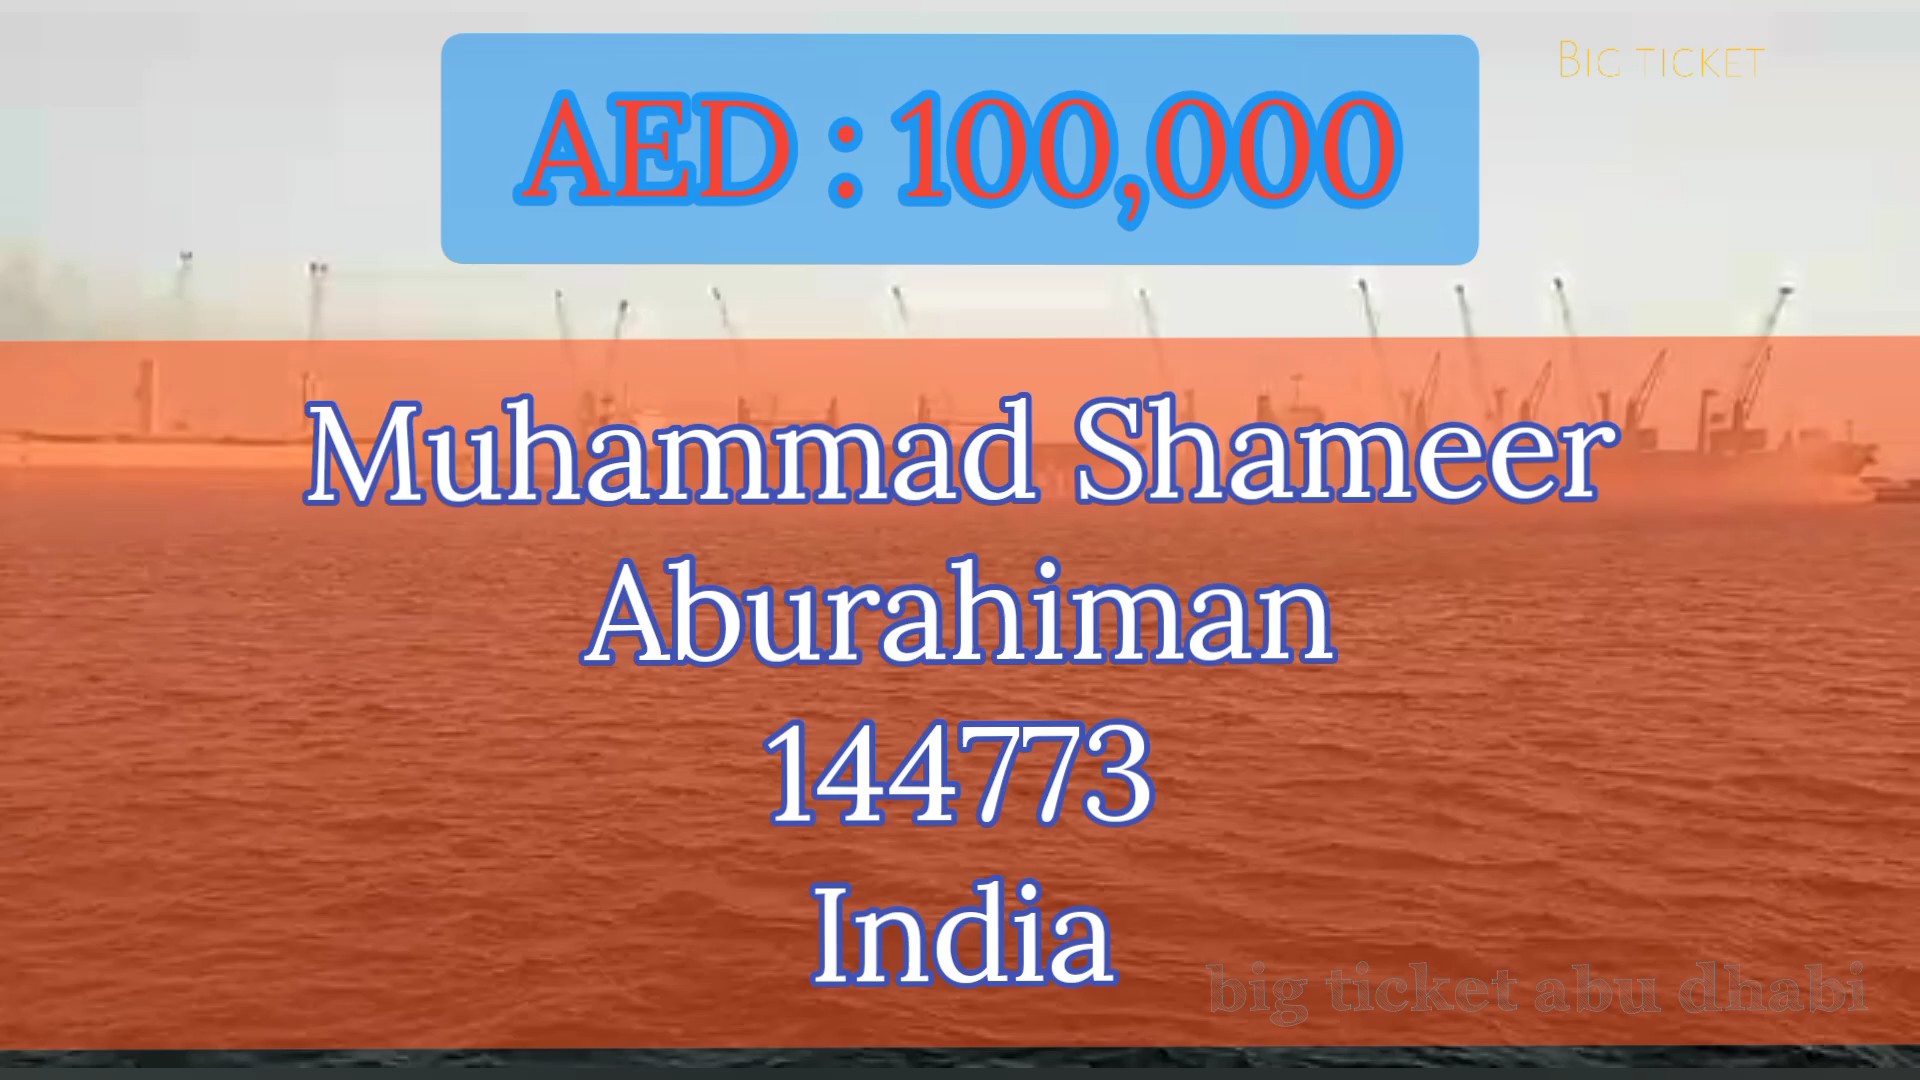 BIG TICKET
AED : 100,000
Muhammad Shameer
Aburahiman
144773
India
big ticket abu dhabi